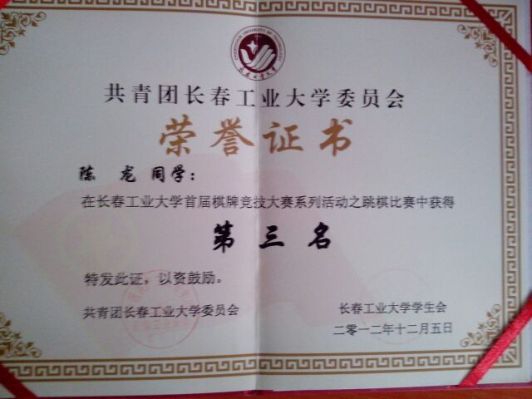 共青团长春工业大学委员会
荣誉证书
陈 龙 同学：
在长春工业大学首届棋牌竞技大赛系列活动之跳棋比赛中获得
第三名
特发此证，以资鼓励。
共青团长春工业大学委员会
长春工业大学学生会
二零一二年十二月五日